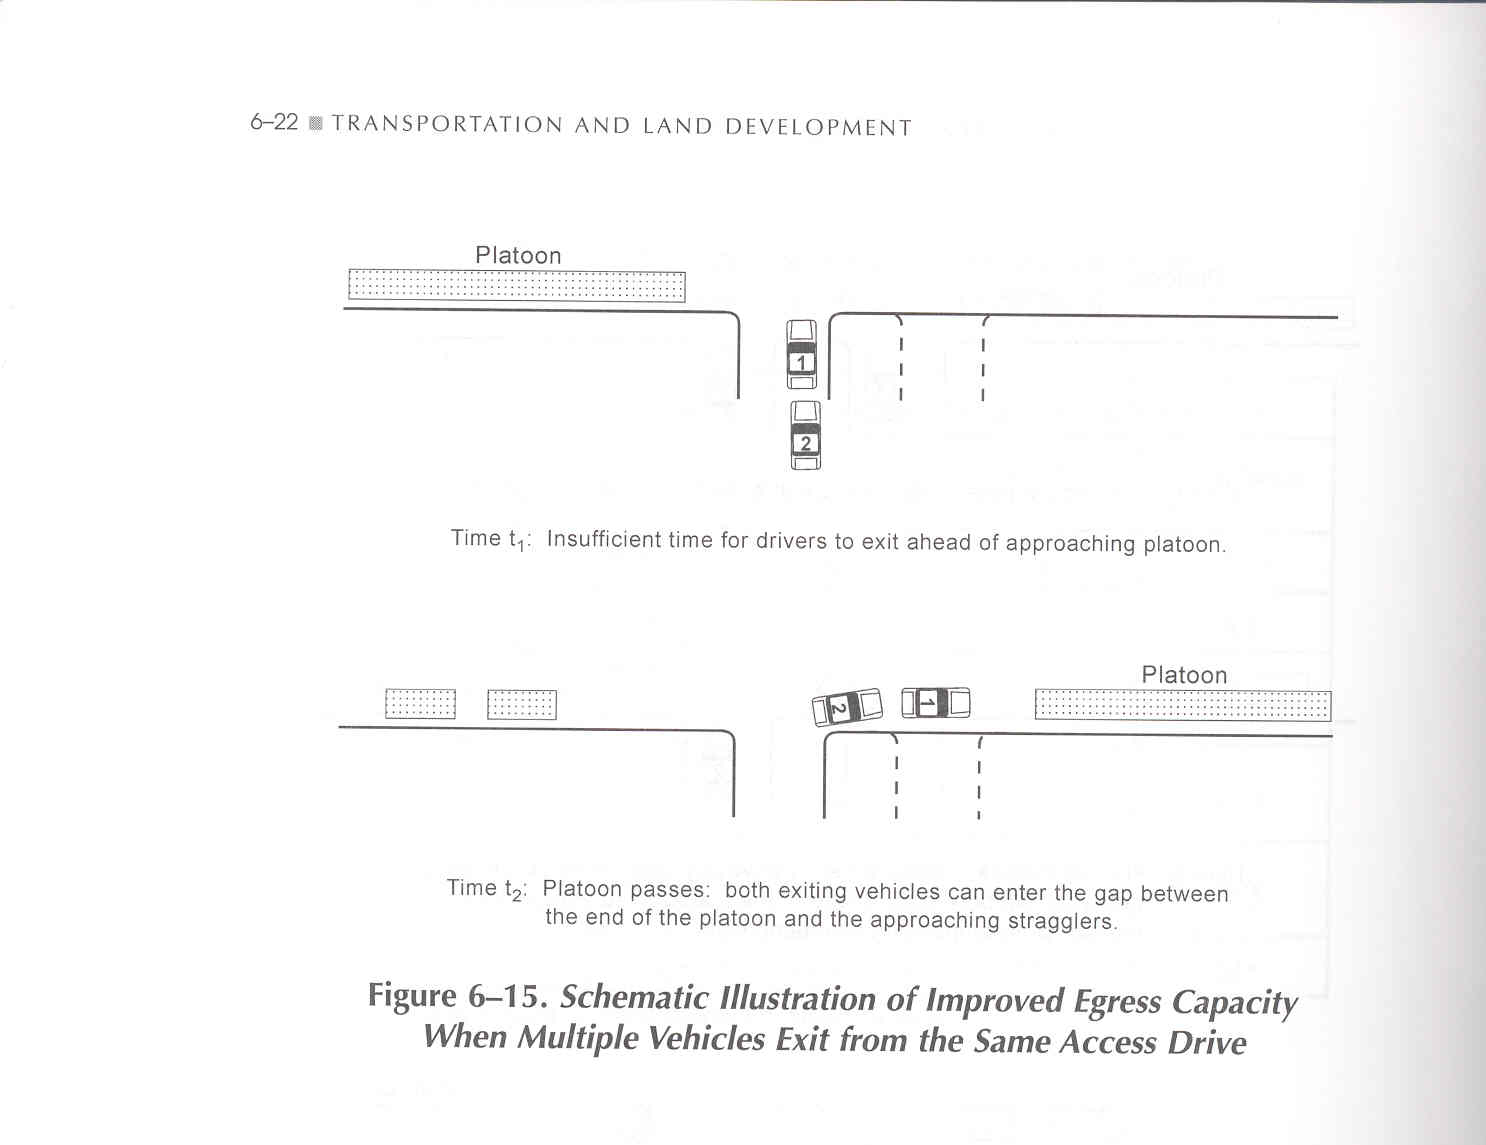 6–22 ▩ TRANSPORTATION AND LAND DEVELOPMENT
Platoon
1
2
Time t₁: Insufficient time for drivers to exit ahead of approaching platoon.
Platoon
2 1
Time t₂: Platoon passes: both exiting vehicles can enter the gap between
the end of the platoon and the approaching stragglers.
Figure 6–15. Schematic Illustration of Improved Egress Capacity
When Multiple Vehicles Exit from the Same Access Drive